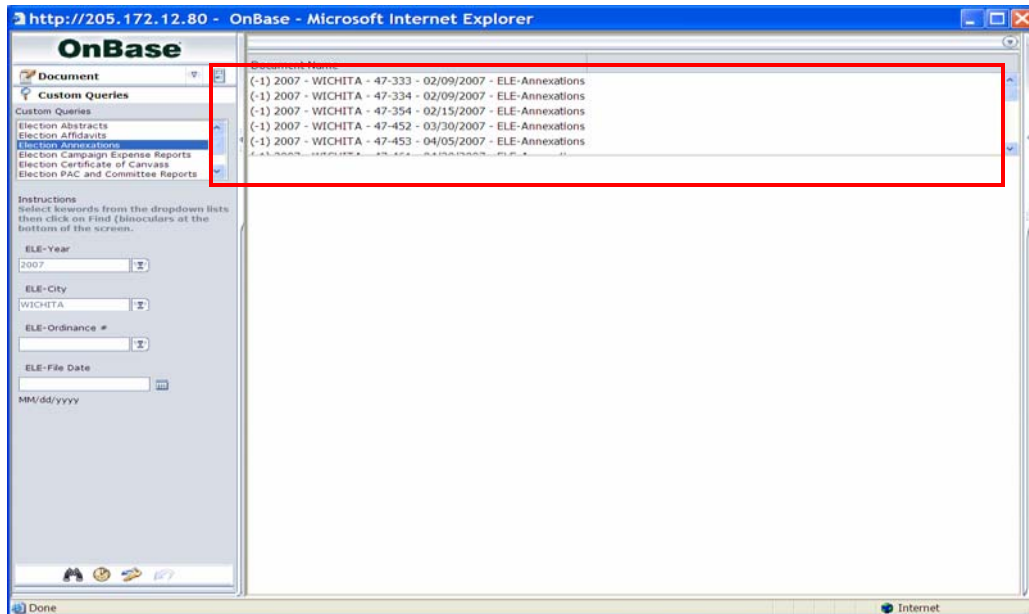 http://205.172.12.80 - OnBase - Microsoft Internet Explorer
OnBase
Document
Custom Queries
Custom Queries
Election Abstracts
Election Affidavits
Election Annexations
Election Campaign Expense Reports
Election Certificate of Canvass
Election PAC and Committee Reports
Instructions
Select kewords from the dropdown lists
then click on Find (binoculars at the
bottom of the screen.
ELE-Year
2007
ELE-City
WICHITA
ELE-Ordinance #
ELE-File Date
MM/dd/yyyy
Document Name
(-1) 2007 - WICHITA - 47-333 - 02/09/2007 - ELE-Annexations
(-1) 2007 - WICHITA - 47-334 - 02/09/2007 - ELE-Annexations
(-1) 2007 - WICHITA - 47-354 - 02/15/2007 - ELE-Annexations
(-1) 2007 - WICHITA - 47-452 - 03/30/2007 - ELE-Annexations
(-1) 2007 - WICHITA - 47-453 - 04/05/2007 - ELE-Annexations
Done
Internet